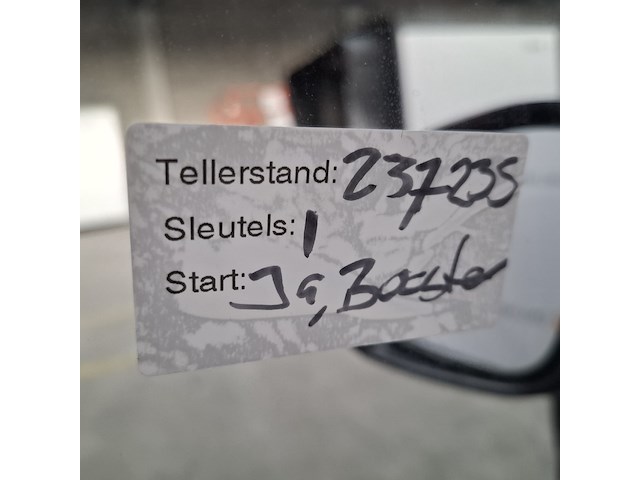 Tellerstand: 237235
Sleutels: 1
Start: Ja, Booster